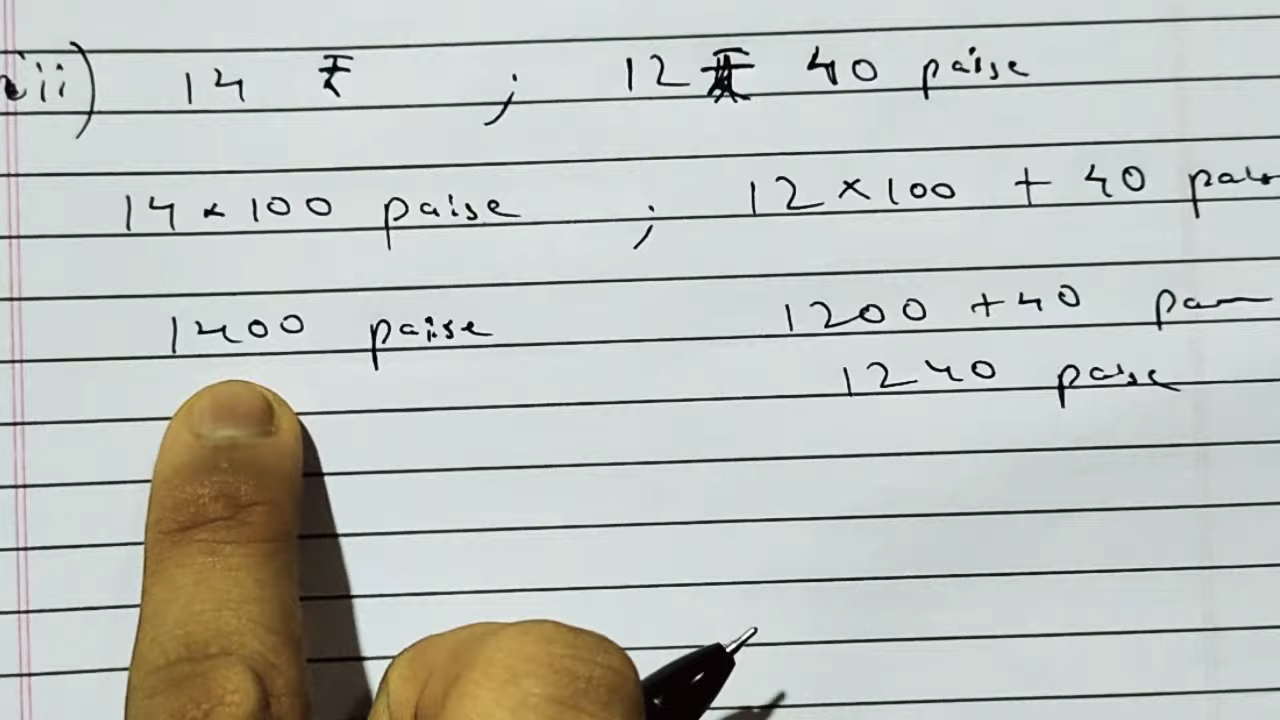 iii) 14 ₹ ; 12 ₹ 40 paise
14 × 100 paise ; 12 × 100 + 40
1400 paise 1200 + 40
1240 paise